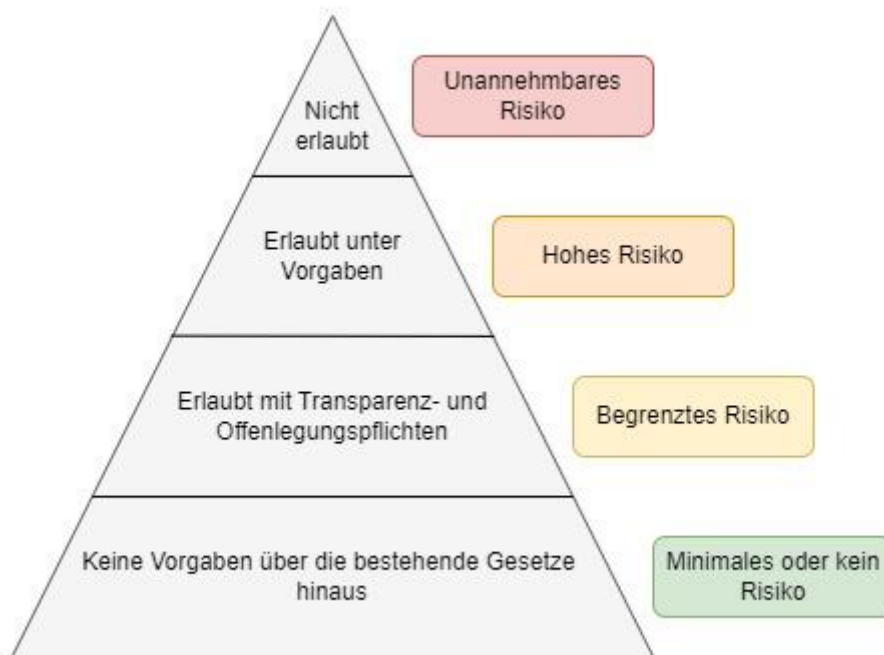 Nicht
erlaubt
Unannehmbares
Risiko
Erlaubt unter
Vorgaben
Hohes Risiko
Erlaubt mit Transparenz- und
Offenlegungspflichten
Begrenztes Risiko
Keine Vorgaben über die bestehende Gesetze
hinaus
Minimales oder kein
Risiko